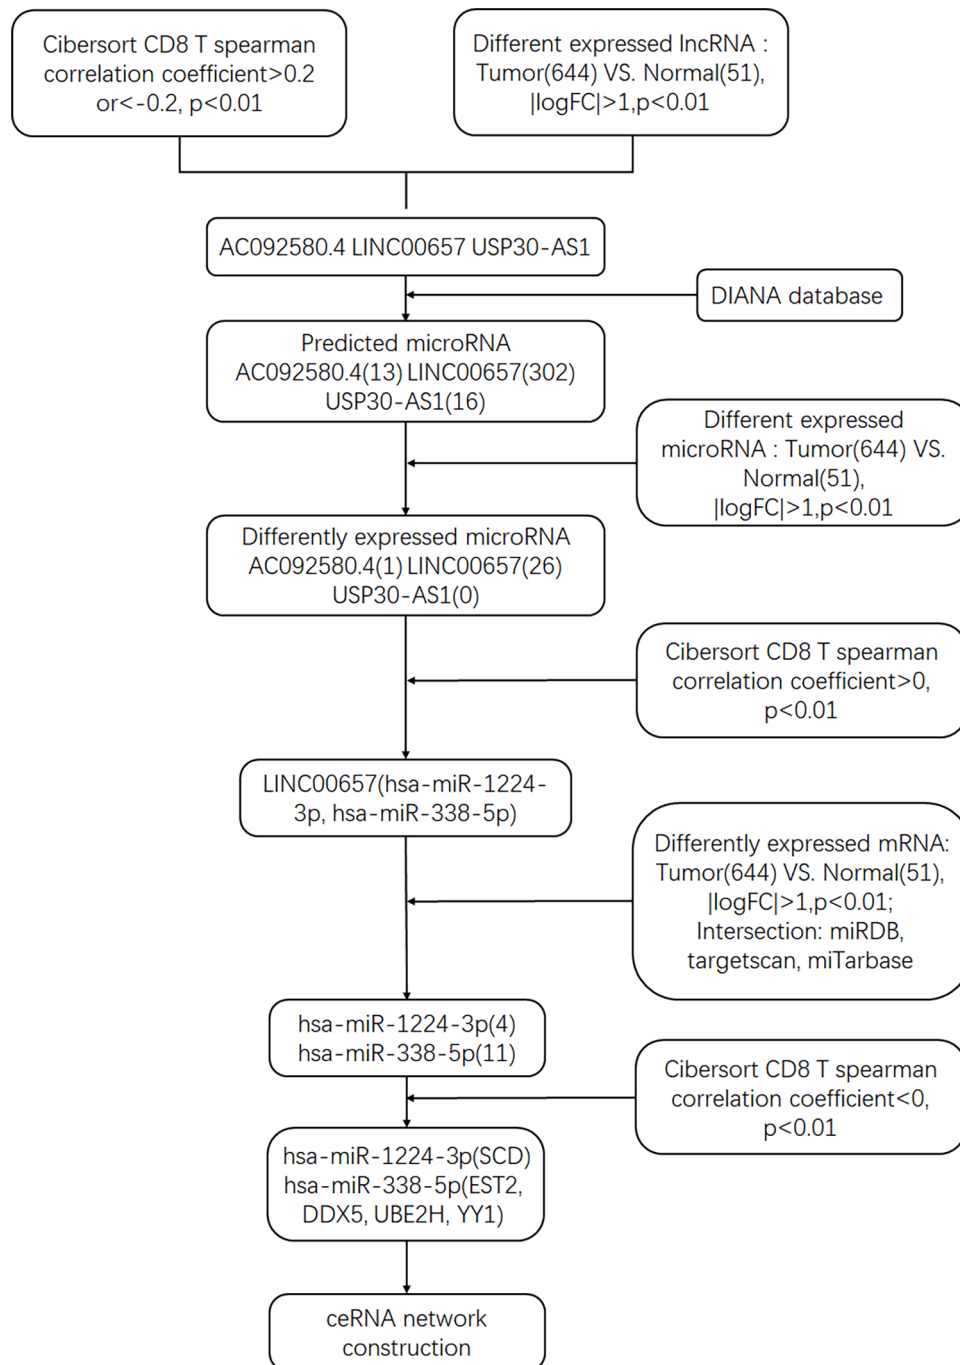 Cibersort CD8 T spearman
correlation coefficient>0.2
or<-0.2, p<0.01
Different expressed lncRNA :
Tumor(644) VS. Normal(51),
|logFC|>1,p<0.01
AC092580.4 LINC00657 USP30-AS1
DIANA database
Predicted microRNA
AC092580.4(13) LINC00657(302)
USP30-AS1(16)
Different expressed
microRNA : Tumor(644) VS.
Normal(51),
|logFC|>1,p<0.01
Differently expressed microRNA
AC092580.4(1) LINC00657(26)
USP30-AS1(0)
Cibersort CD8 T spearman
correlation coefficient>0,
p<0.01
LINC00657(hsa-miR-1224-
3p, hsa-miR-338-5p)
Differently expressed mRNA:
Tumor(644) VS. Normal(51),
|logFC|>1,p<0.01;
Intersection: miRDB,
targetscan, miTarbase
hsa-miR-1224-3p(4)
hsa-miR-338-5p(11)
Cibersort CD8 T spearman
correlation coefficient<0,
p<0.01
hsa-miR-1224-3p(SCD)
hsa-miR-338-5p(EST2,
DDX5, UBE2H, YY1)
ceRNA network
construction